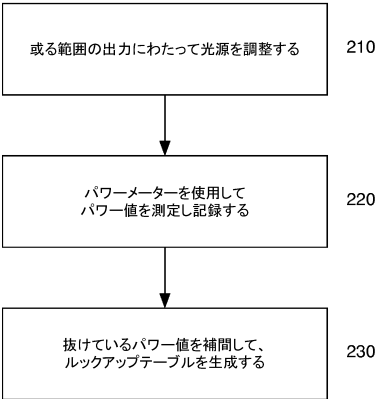 或る範囲の出力にわたって光源を調整する
210
パワーメーターを使用して
パワー値を測定し記録する
220
抜けているパワー値を補間して、
ルックアップテーブルを生成する
230